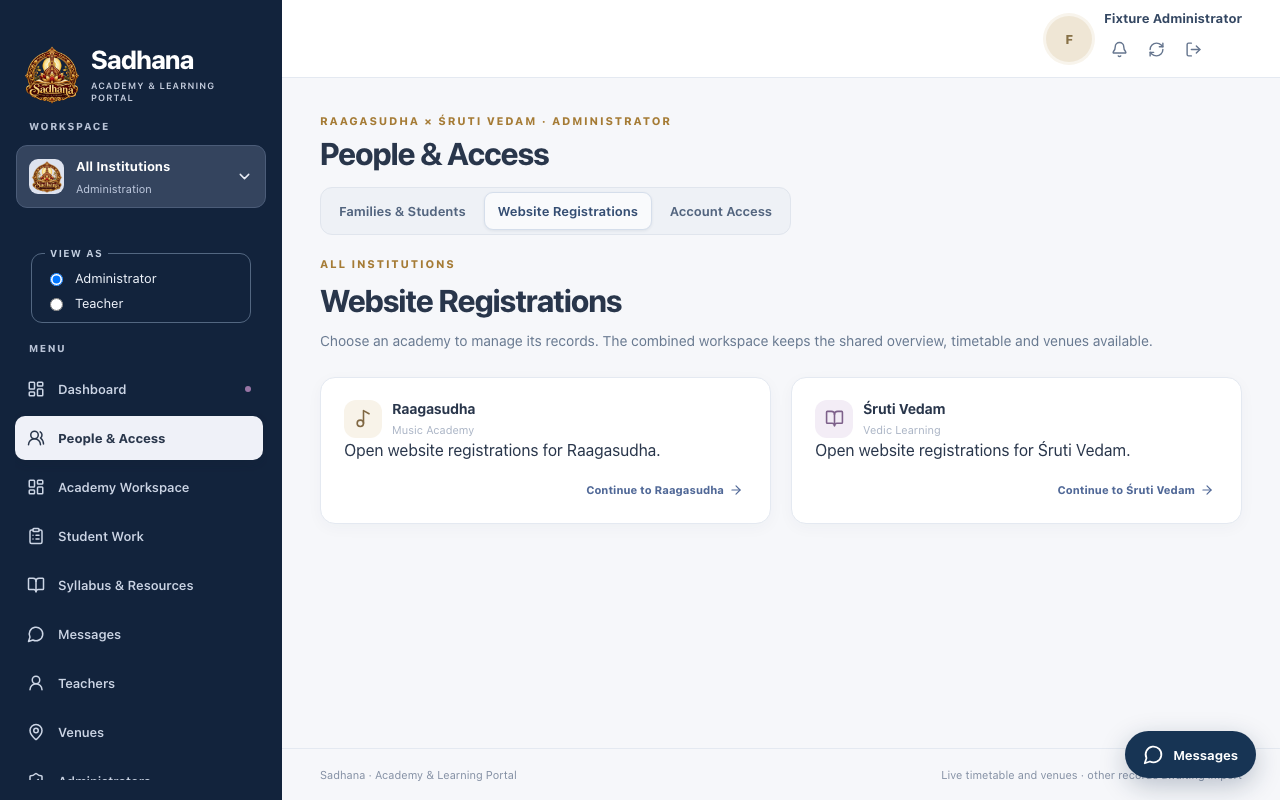 Sadhana
ACADEMY & LEARNING
PORTAL
Sadhana
WORKSPACE
All Institutions
Administration
VIEW AS
Administrator
Teacher
MENU
Dashboard
People & Access
Academy Workspace
Student Work
Syllabus & Resources
Messages
Teachers
Venues
Administrators
Fixture Administrator
F
RAAGASUDHA × ŚRUTI VEDAM · ADMINISTRATOR
People & Access
Families & Students
Website Registrations
Account Access
ALL INSTITUTIONS
Website Registrations
Choose an academy to manage its records. The combined workspace keeps the shared overview, timetable and venues available.
Raagasudha
Music Academy
Open website registrations for Raagasudha.
Continue to Raagasudha
Śruti Vedam
Vedic Learning
Open website registrations for Śruti Vedam.
Continue to Śruti Vedam
Sadhana · Academy & Learning Portal
Live timetable and venues · other records awaiting import
Messages